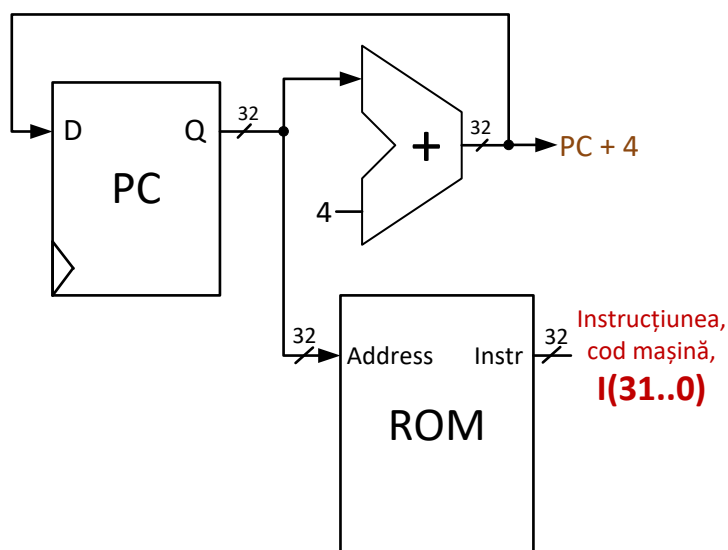 D
Q
32
PC
32
+
4
PC + 4
32
Address
Instr
32
ROM
Instrucțiunea,
cod mașină,
I(31..0)